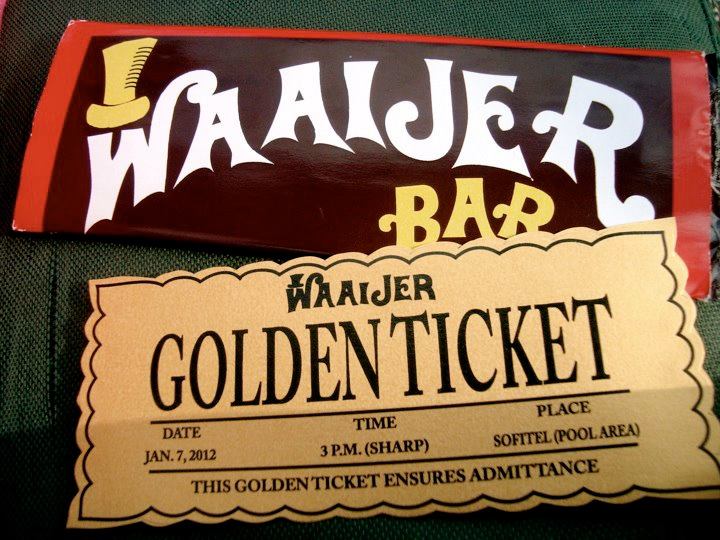 WAAIJER
BAR
WAAIJER
GOLDEN TICKET
DATE TIME PLACE
JAN. 7, 2012 3 P.M. (SHARP) SOFITEL (POOL AREA)
THIS GOLDEN TICKET ENSURES ADMITTANCE